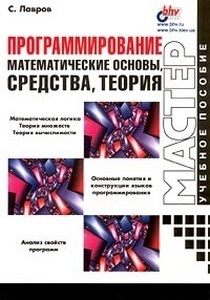 С. Лавров
bhv
www.bhv.ru
www.bhv.kiev.ua
ПРОГРАММИРОВАНИЕ
МАТЕМАТИЧЕСКИЕ ОСНОВЫ,
СРЕДСТВА, ТЕОРИЯ
Математическая логика
Теория множеств
Теория вычислимости
Основные понятия и
конструкции языков
программирования
Анализ свойств
программ
МАСТЕР
УЧЕБНОЕ ПОСОБИЕ